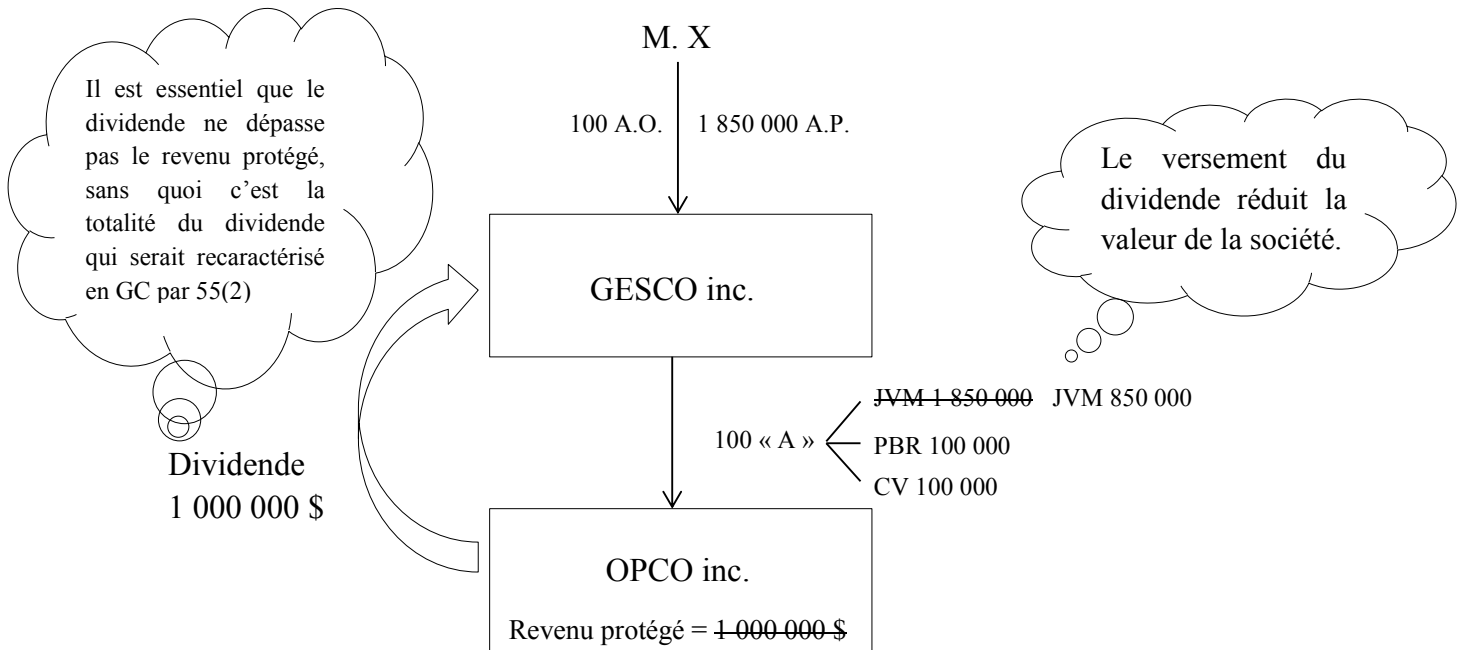 M. X
Il est essentiel que le
dividende ne dépasse
pas le revenu protégé,
sans quoi c'est la
totalité du dividende
qui serait recaractérisé
en GC par 55(2)
100 A.O.
1 850 000 A.P.
Le versement du
dividende réduit la
valeur de la société.
GESCO inc.
JVM 1 850 000 JVM 850 000
100 « A »
PBR 100 000
CV 100 000
Dividende
1 000 000 $
OPCO inc.
Revenu protégé = 1 000 000 $